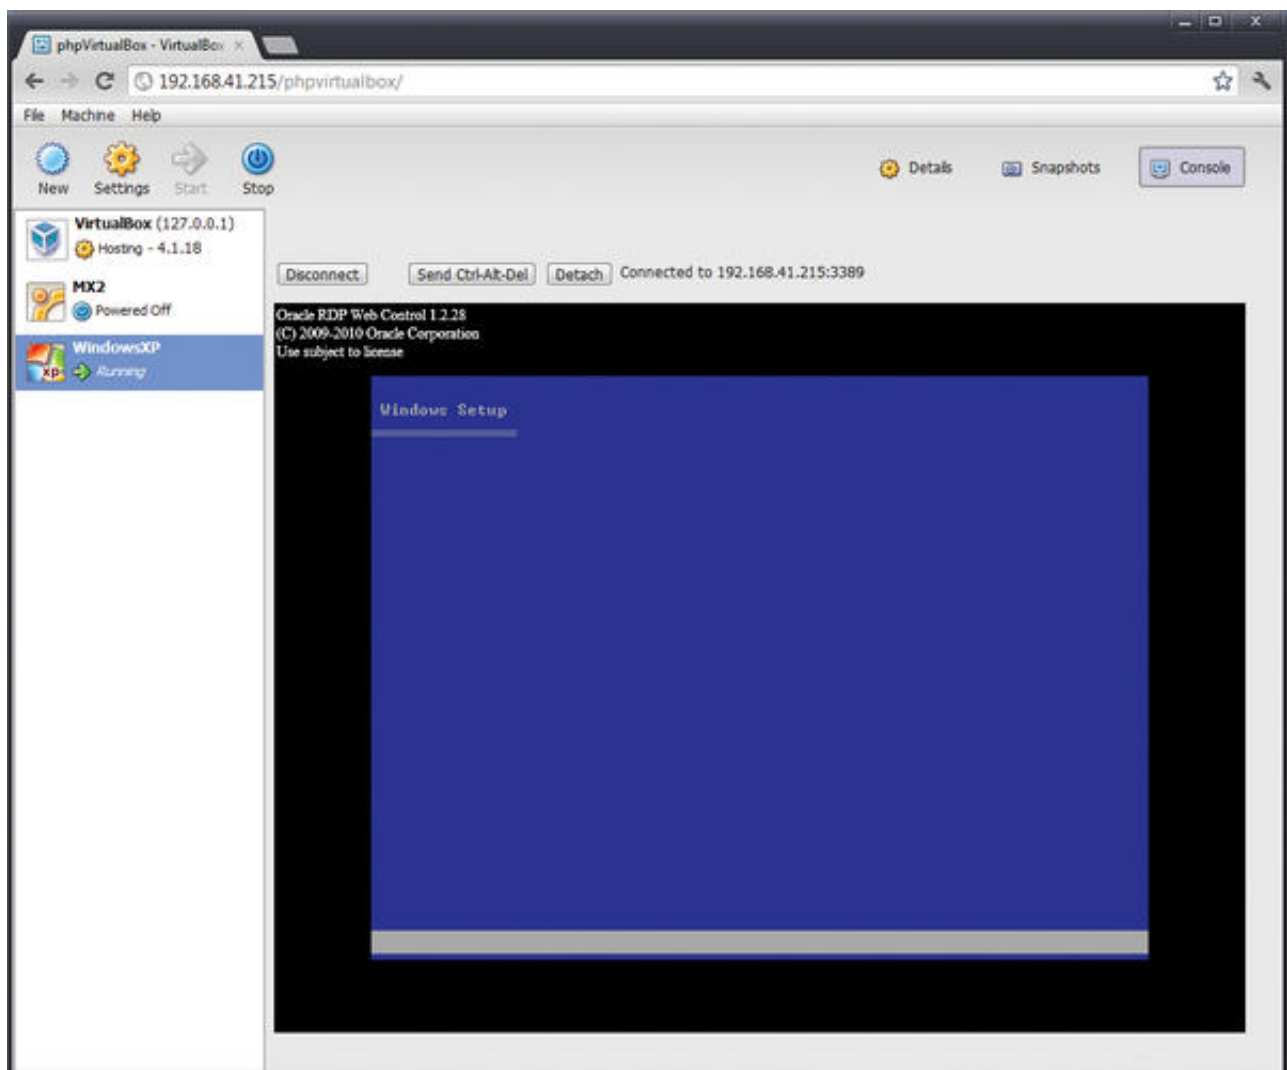 phpVirtualBox - VirtualBox
192.168.41.215/phpvirtualbox/
File Machine Help
New Settings Start Stop
Details Snapshots Console
VirtualBox (127.0.0.1)
Hosting - 4.1.18
MX2
Powered Off
WindowsXP
xp
Running
Disconnect Send Ctrl-Alt-Del Detach Connected to 192.168.41.215:3389
Oracle RDP Web Control 1.2.28
(C) 2009-2010 Oracle Corporation
Use subject to license
Windows Setup